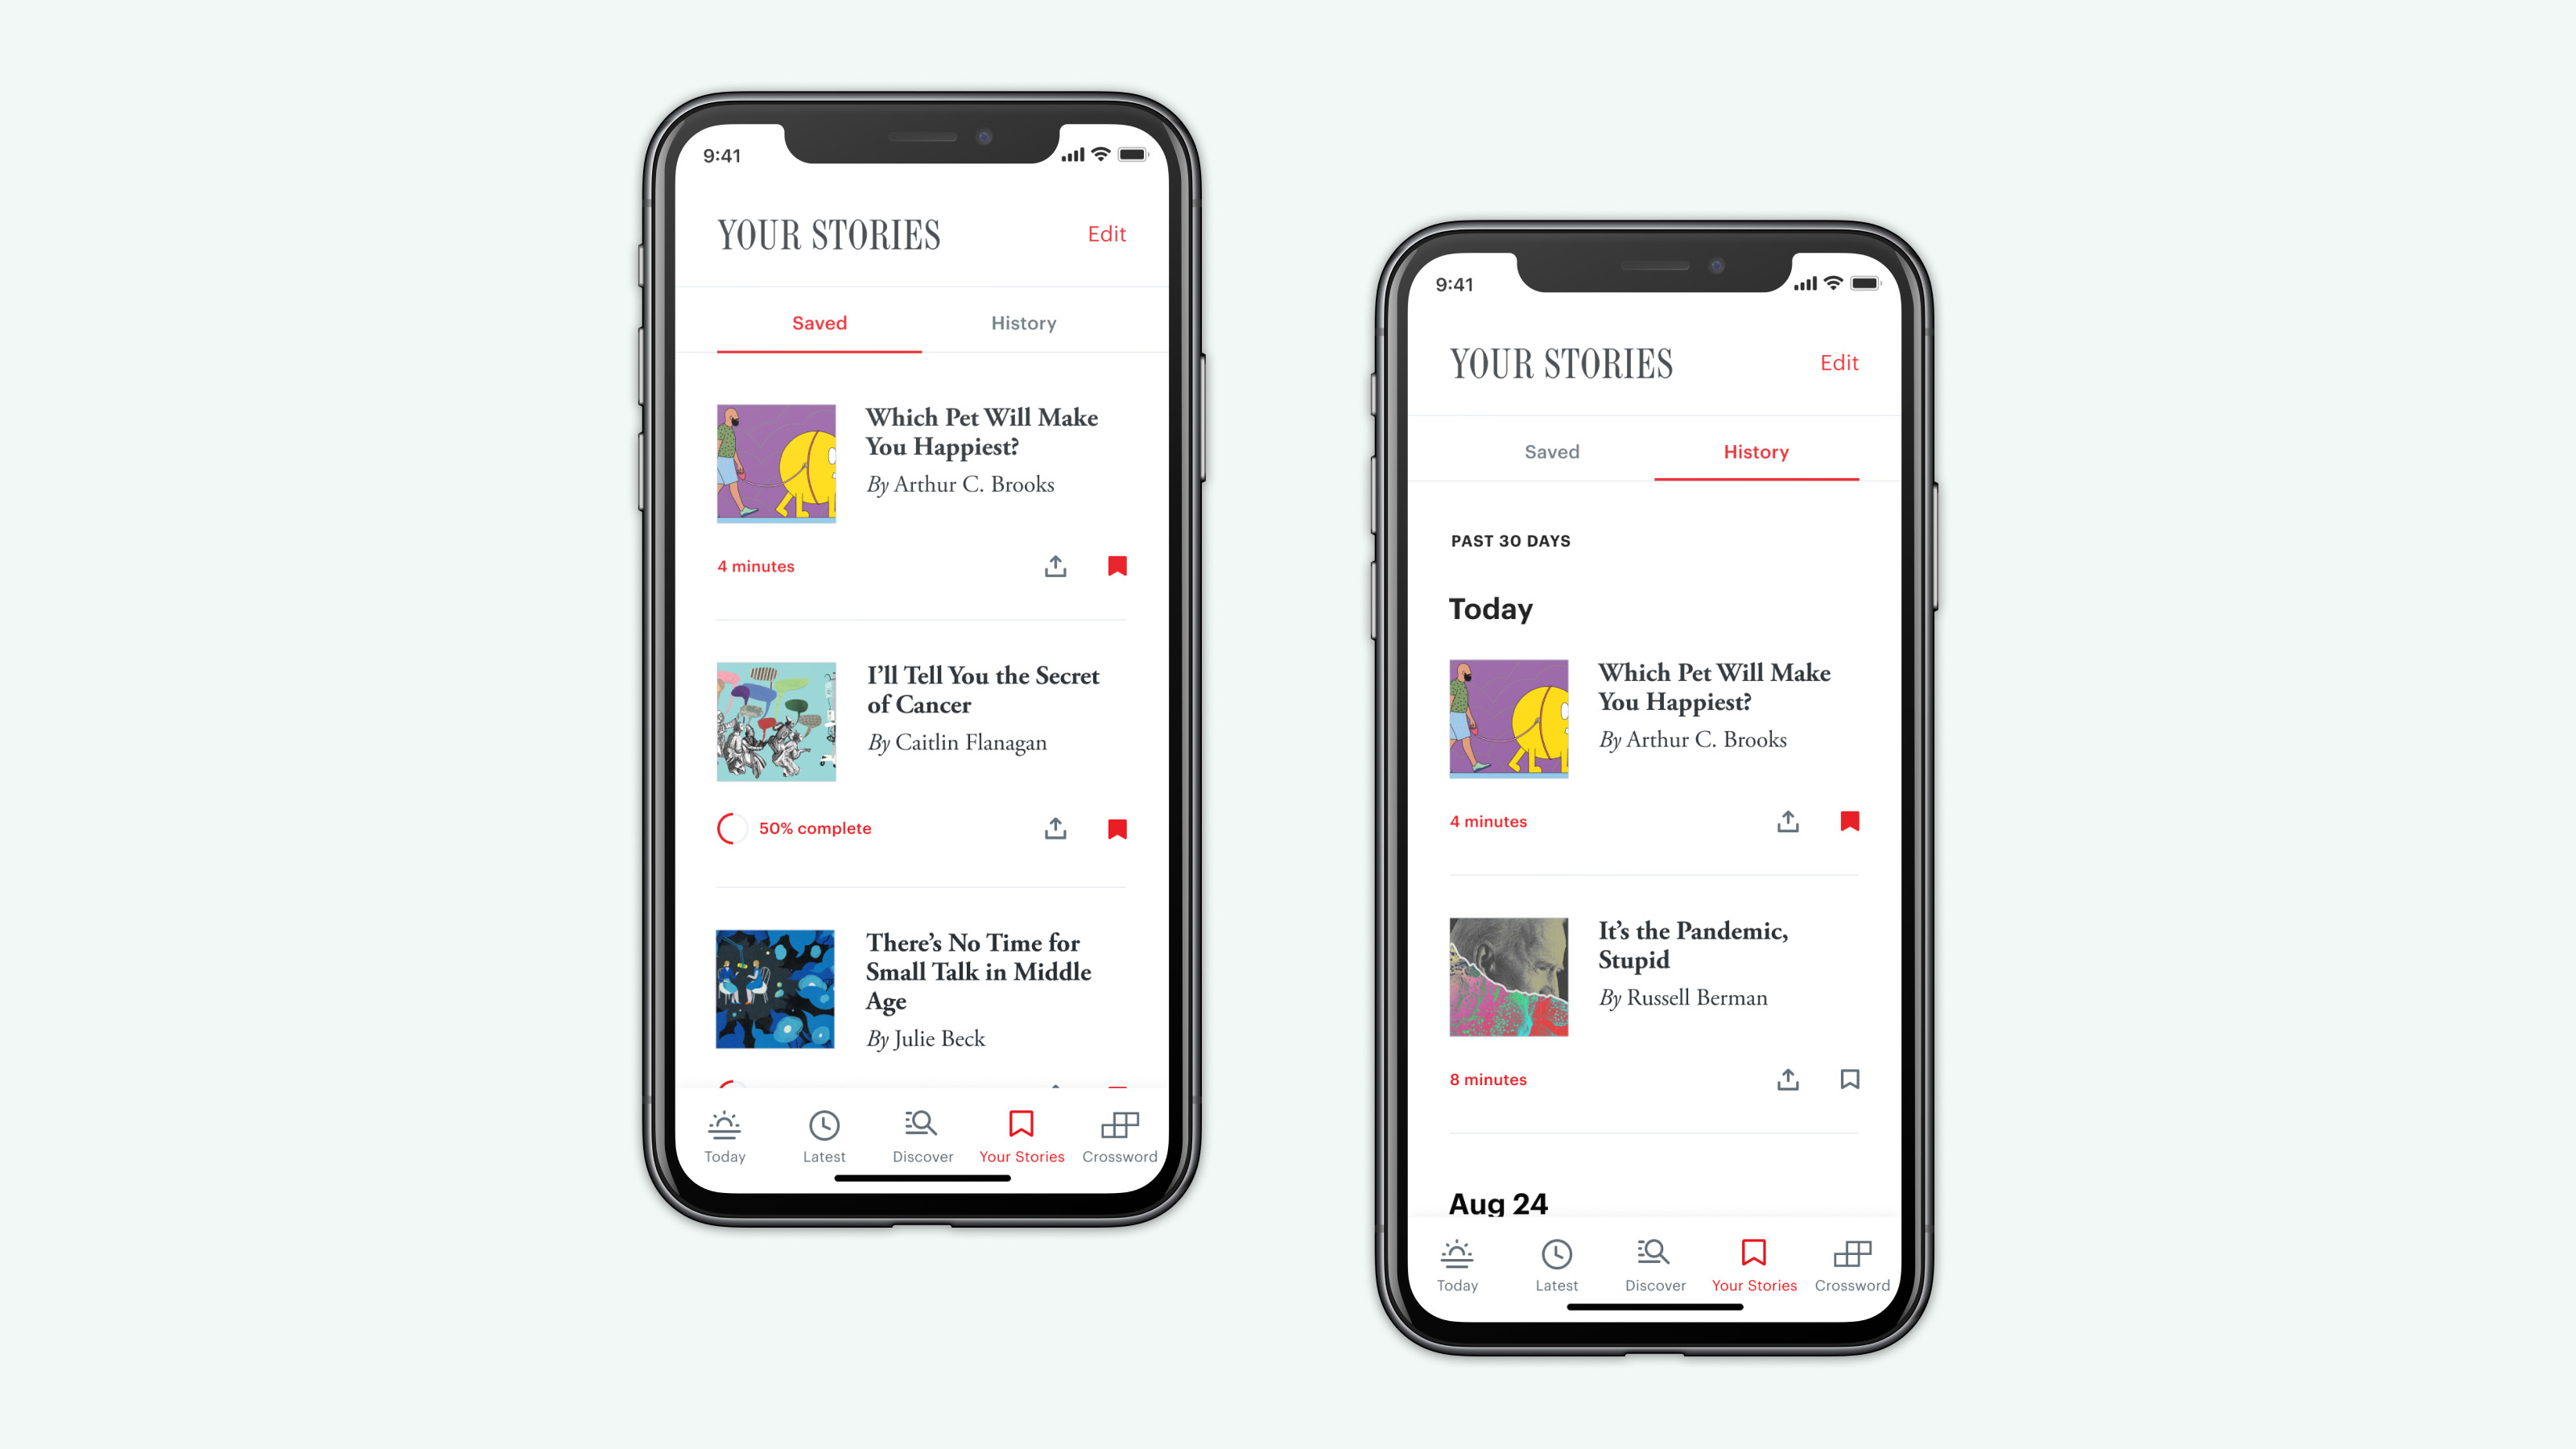 9:41
YOUR STORIES
Edit
Saved
History
Which Pet Will Make
You Happiest?
By Arthur C. Brooks
4 minutes
I’ll Tell You the Secret
of Cancer
By Caitlin Flanagan
50% complete
There’s No Time for
Small Talk in Middle
Age
By Julie Beck
Today
Latest
Discover
Your Stories
Crossword
9:41
YOUR STORIES
Edit
Saved
History
PAST 30 DAYS
Today
Which Pet Will Make
You Happiest?
By Arthur C. Brooks
4 minutes
It’s the Pandemic,
Stupid
By Russell Berman
8 minutes
Aug 24
Today
Latest
Discover
Your Stories
Crossword